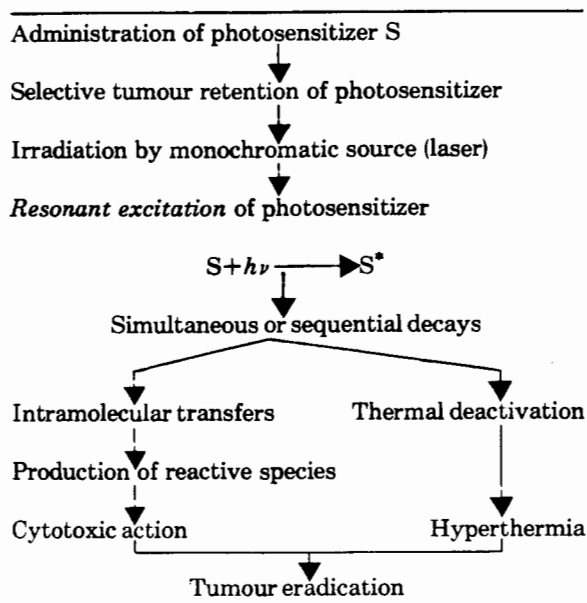 Administration of photosensitizer S
Selective tumour retention of photosensitizer
Irradiation by monochromatic source (laser)
Resonant excitation of photosensitizer
S+hν S*
Simultaneous or sequential decays
Intramolecular transfers Thermal deactivation
Production of reactive species
Cytotoxic action Hyperthermia
Tumour eradication